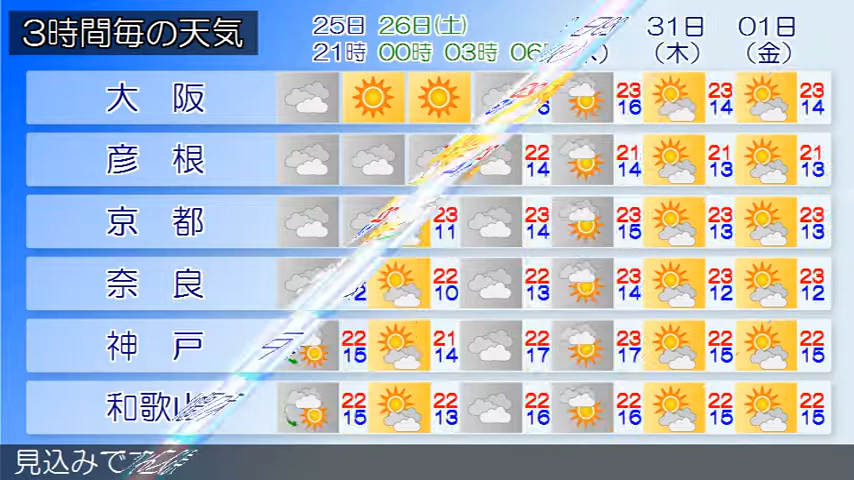 3時間毎の天気
25日 26日(土) 31日 01日
21時 00時 03時 (木) (金)
大阪 23 16 23 14 23 14
彦根 22 14 21 14 21 13 21 13
京都 23 11 23 14 23 15 23 13 23 13
奈良 22 10 22 13 23 14 23 12 23 12
神戸 22 15 21 14 22 17 23 17 22 15 22 15
和歌山 22 15 22 13 22 16 22 16 22 15 22 15
見込みで